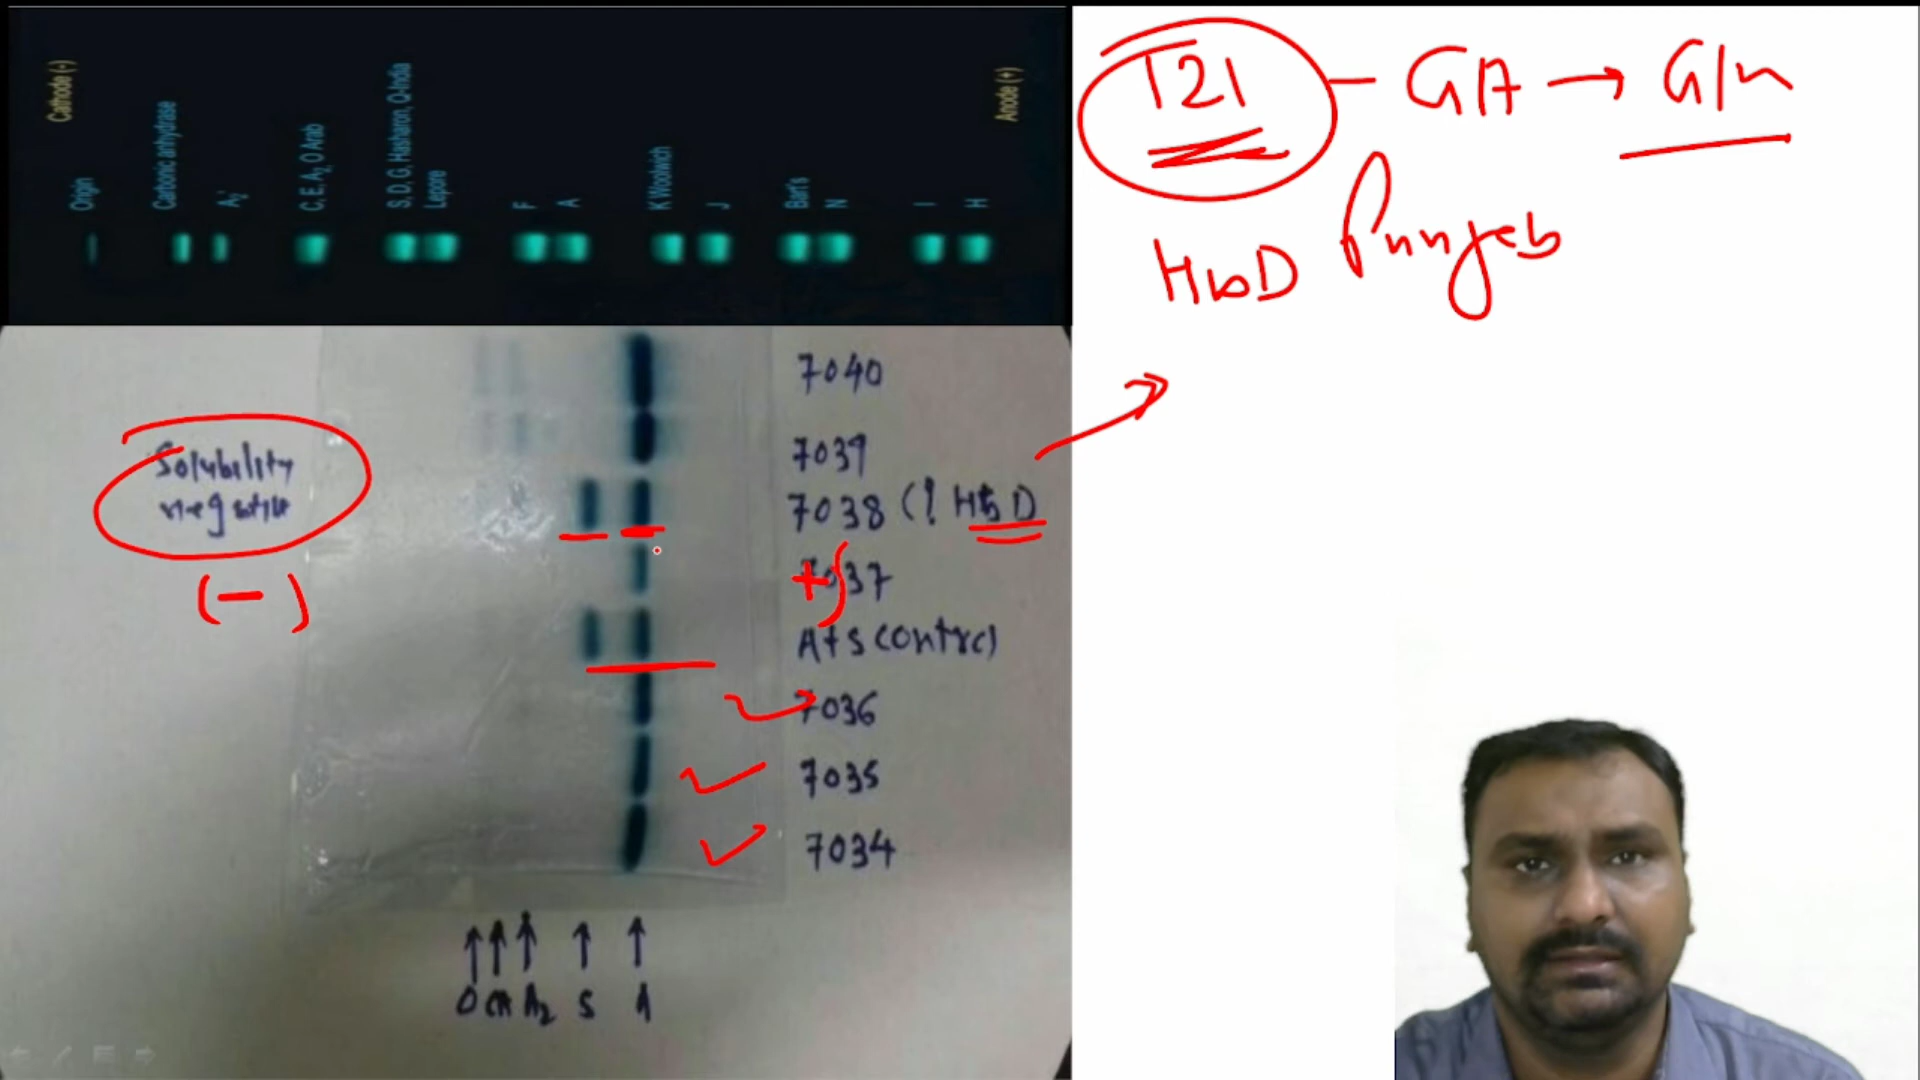 Cathode (-)
Origin
Carbonic anhydrase
A₂'
C, E, A₂, O Arab
S, D, G, Hasharon, Q-India
Lepore
F
A
K Woolwich
J
Bart's
N
I
H
Anode (+)
121 - GA → Gln
HbD Punjab
7040
7039
Solubility
negative
(-)
7038 (? HbD
7037
+)
A+S control
7036
7035
7034
O CA A₂ S A